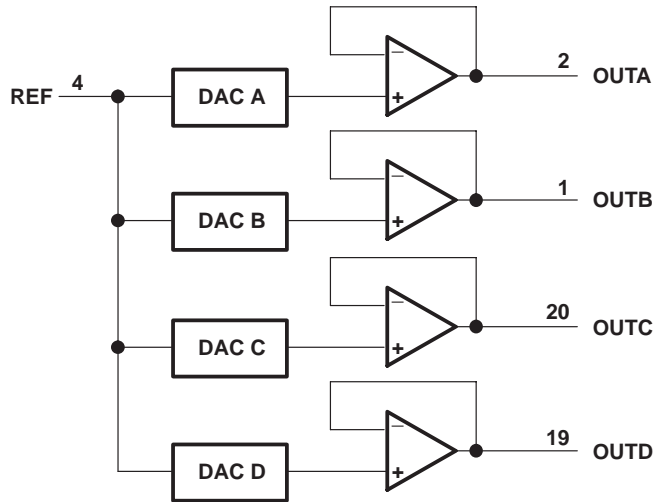 REF 4 DAC A − + 2 OUTA
DAC B − + 1 OUTB
DAC C − + 20 OUTC
DAC D − + 19 OUTD